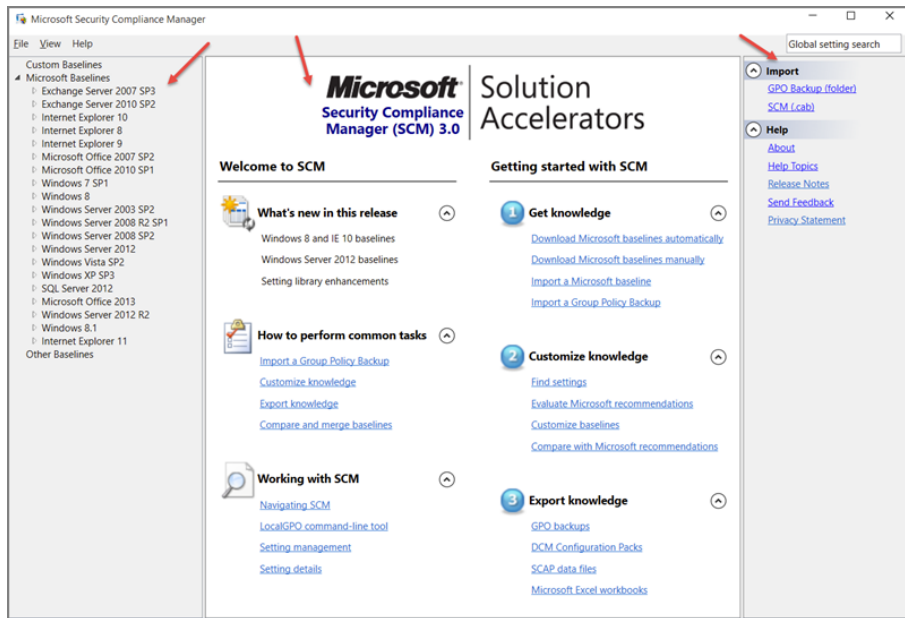 Microsoft Security Compliance Manager
File View Help
Global setting search
Custom Baselines
Microsoft Baselines
Exchange Server 2007 SP3
Exchange Server 2010 SP2
Internet Explorer 10
Internet Explorer 8
Internet Explorer 9
Microsoft Office 2007 SP2
Microsoft Office 2010 SP1
Windows 7 SP1
Windows 8
Windows Server 2003 SP2
Windows Server 2008 R2 SP1
Windows Server 2008 SP2
Windows Server 2012
Windows Vista SP2
Windows XP SP3
SQL Server 2012
Microsoft Office 2013
Windows Server 2012 R2
Windows 8.1
Internet Explorer 11
Other Baselines
Microsoft
Security Compliance
Manager (SCM) 3.0
Solution
Accelerators
Welcome to SCM
What's new in this release
Windows 8 and IE 10 baselines
Windows Server 2012 baselines
Setting library enhancements
How to perform common tasks
Import a Group Policy Backup
Customize knowledge
Export knowledge
Compare and merge baselines
Working with SCM
Navigating SCM
LocalGPO command-line tool
Setting management
Setting details
Getting started with SCM
1 Get knowledge
Download Microsoft baselines automatically
Download Microsoft baselines manually
Import a Microsoft baseline
Import a Group Policy Backup
2 Customize knowledge
Find settings
Evaluate Microsoft recommendations
Customize baselines
Compare with Microsoft recommendations
3 Export knowledge
GPO backups
DCM Configuration Packs
SCAP data files
Microsoft Excel workbooks
Import
GPO Backup (folder)
SCM (.cab)
Help
About
Help Topics
Release Notes
Send Feedback
Privacy Statement